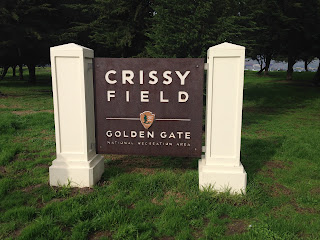 CRISSY
FIELD
GOLDEN GATE
NATIONAL RECREATION AREA